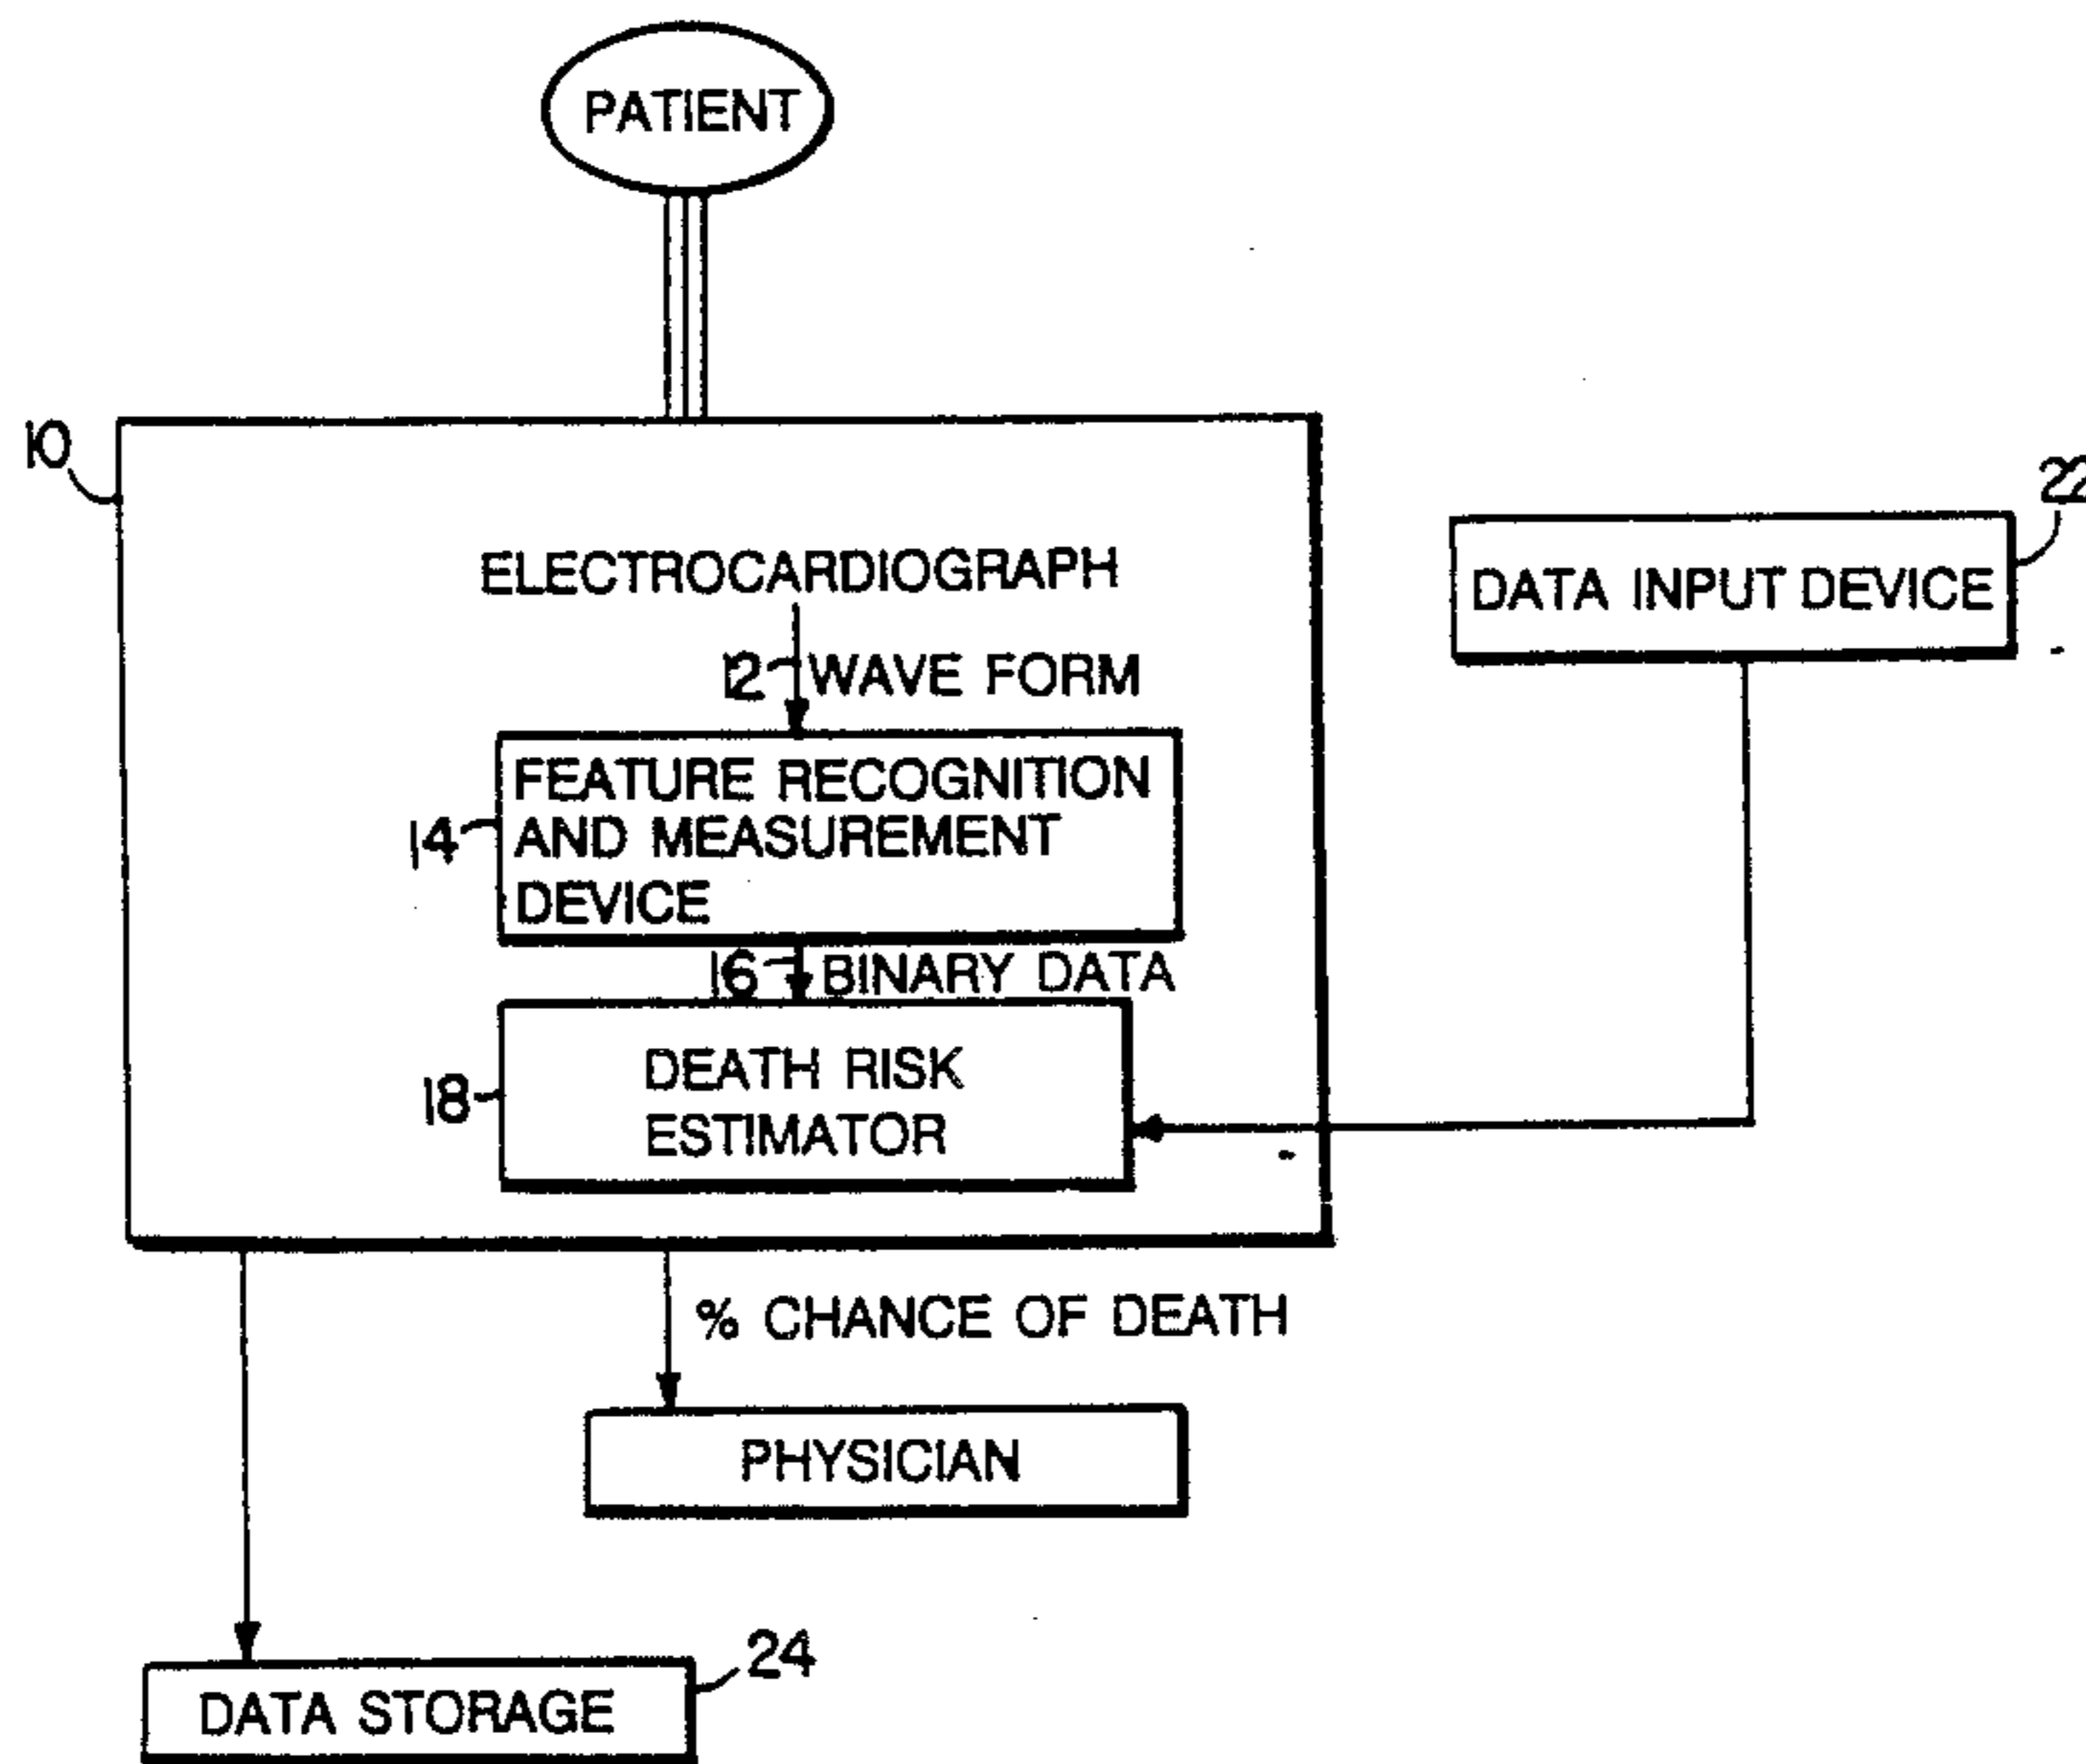 PATIENT
10
22
ELECTROCARDIOGRAPH
DATA INPUT DEVICE
12 WAVE FORM
FEATURE RECOGNITION
14 AND MEASUREMENT
DEVICE
16 BINARY DATA
DEATH RISK
18
ESTIMATOR
% CHANCE OF DEATH
PHYSICIAN
24
DATA STORAGE